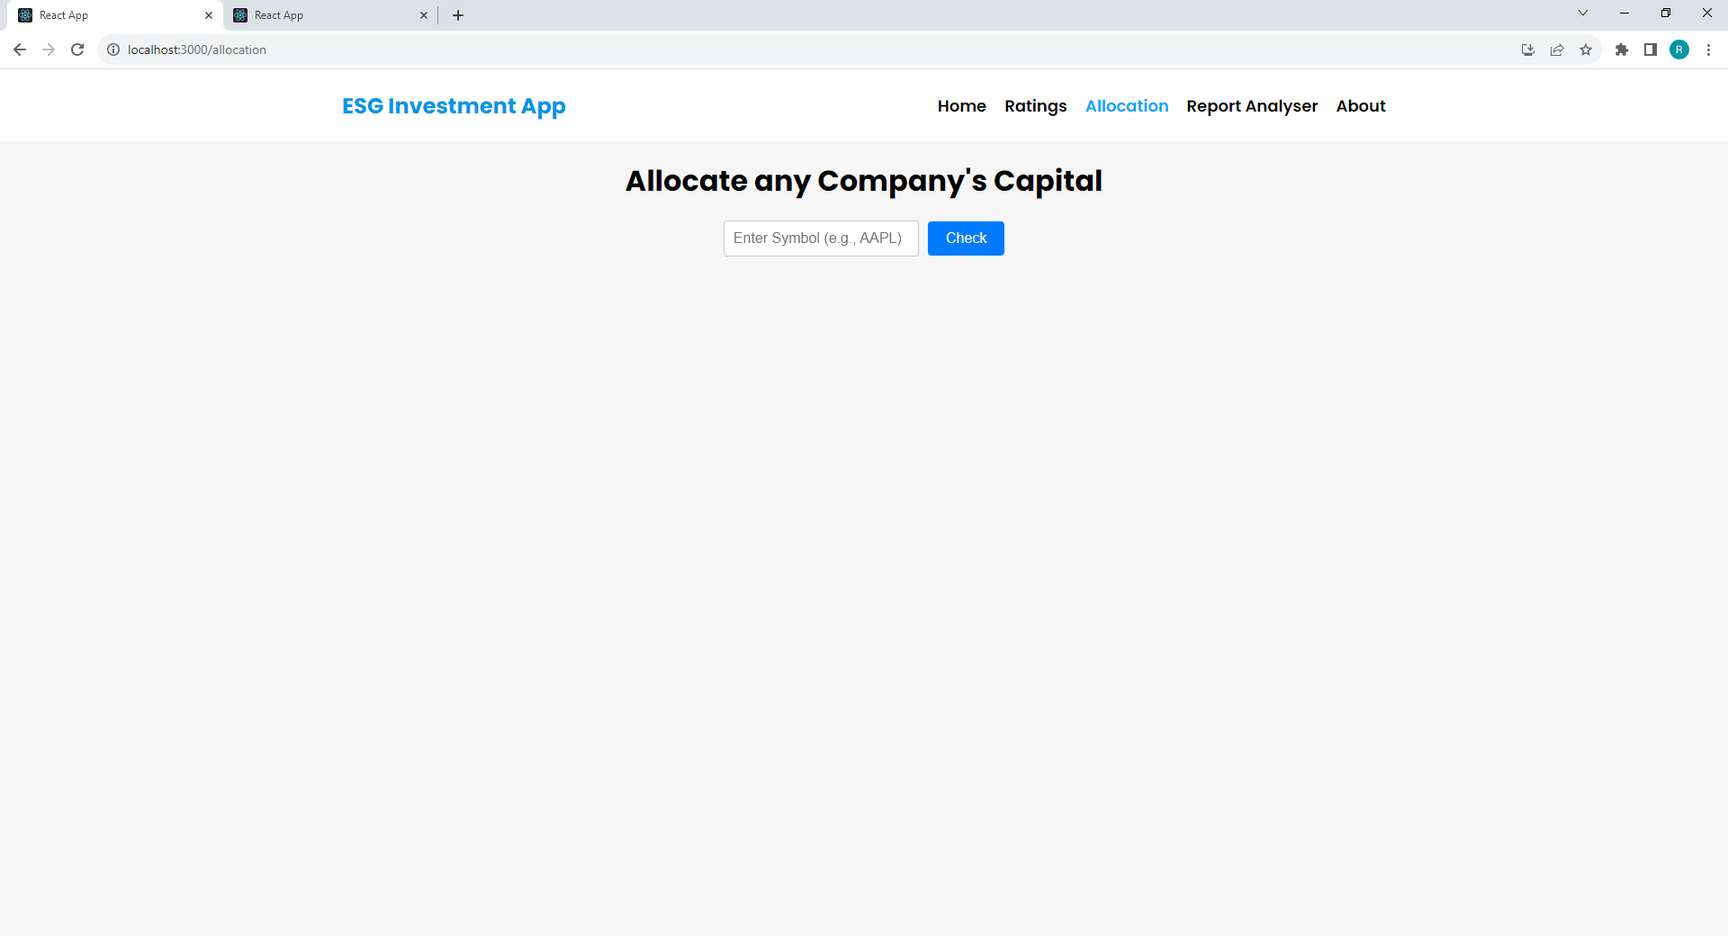 React App
React App
localhost:3000/allocation
R
ESG Investment App
Home Ratings Allocation Report Analyser About
Allocate any Company's Capital
Enter Symbol (e.g., AAPL) Check